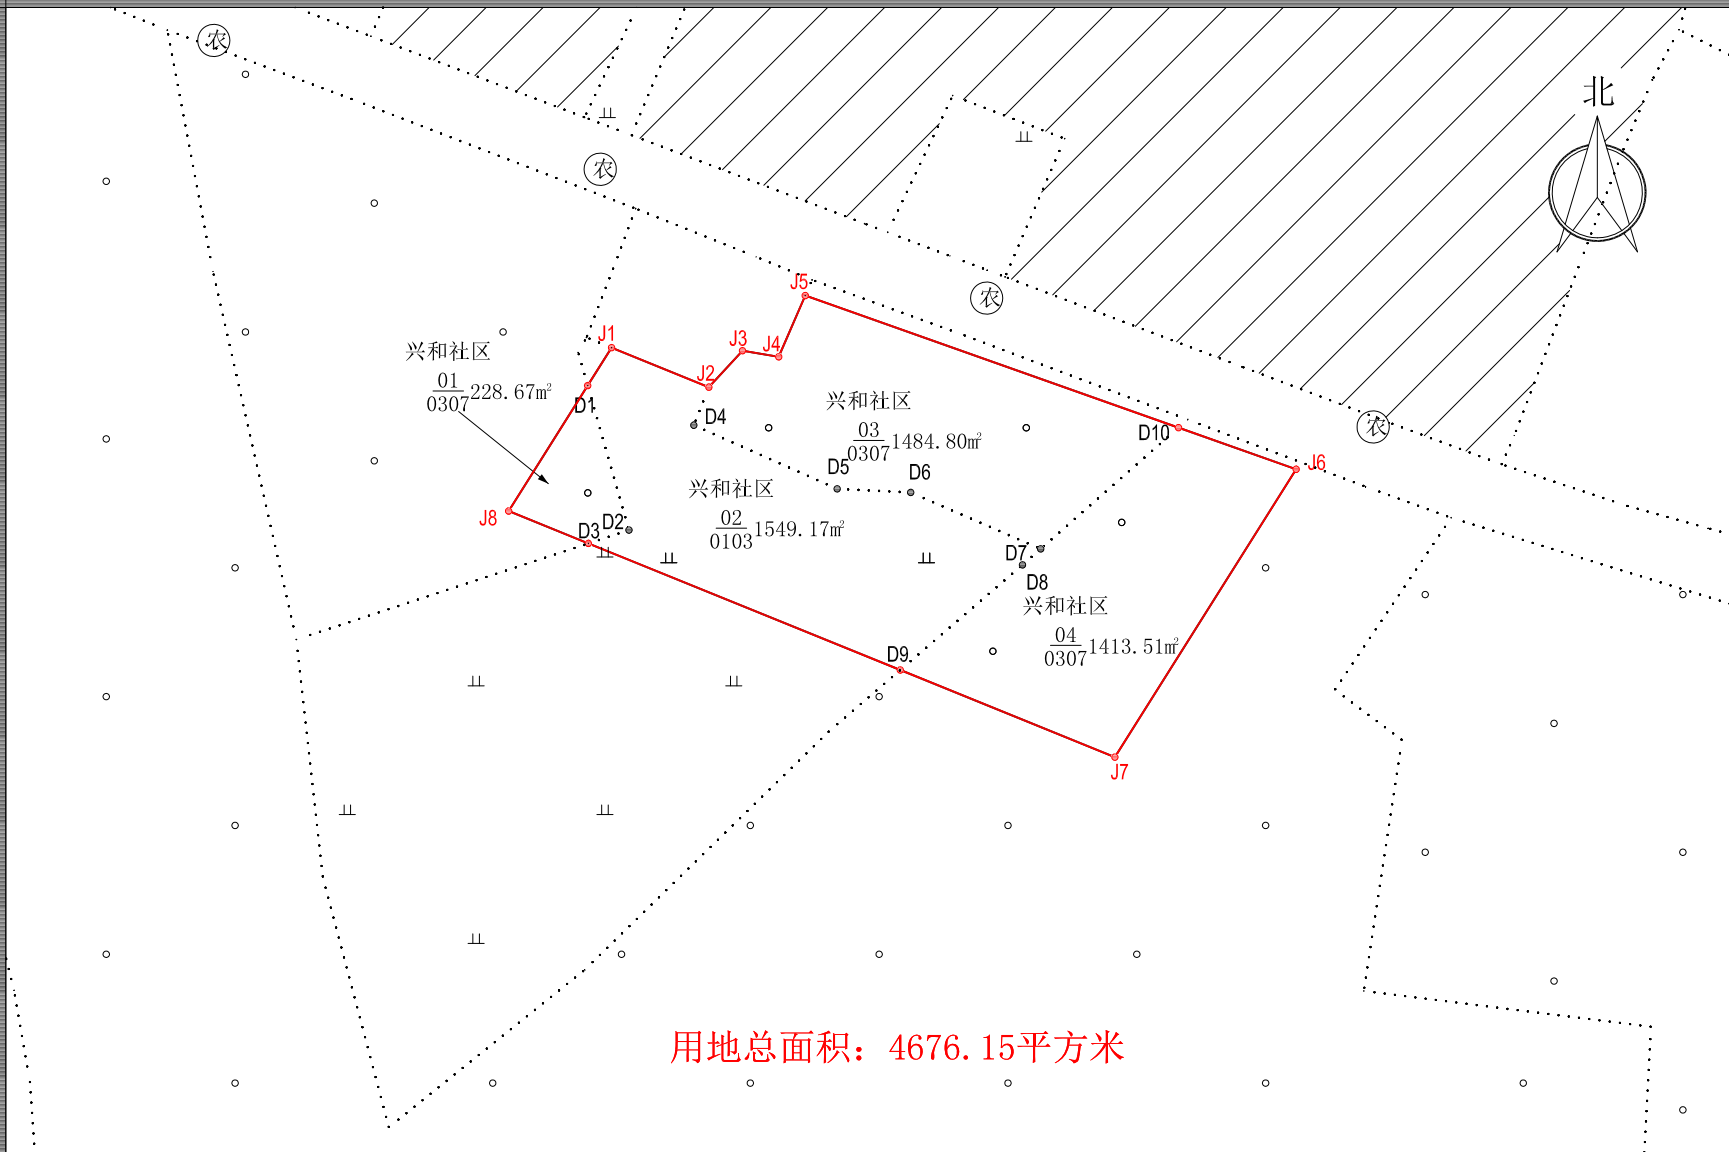 农
北
农
J5
农
J1
J3
J4
兴和社区
J2
01
0307
228.67㎡
D1
兴和社区
D4
农
D10
03
0307
1484.80㎡
J6
D5
D6
兴和社区
J8
02
0103
1549.17㎡
D3
D2
D7
D8
兴和社区
04
0307
1413.51㎡
D9
J7
用地总面积：4676.15平方米